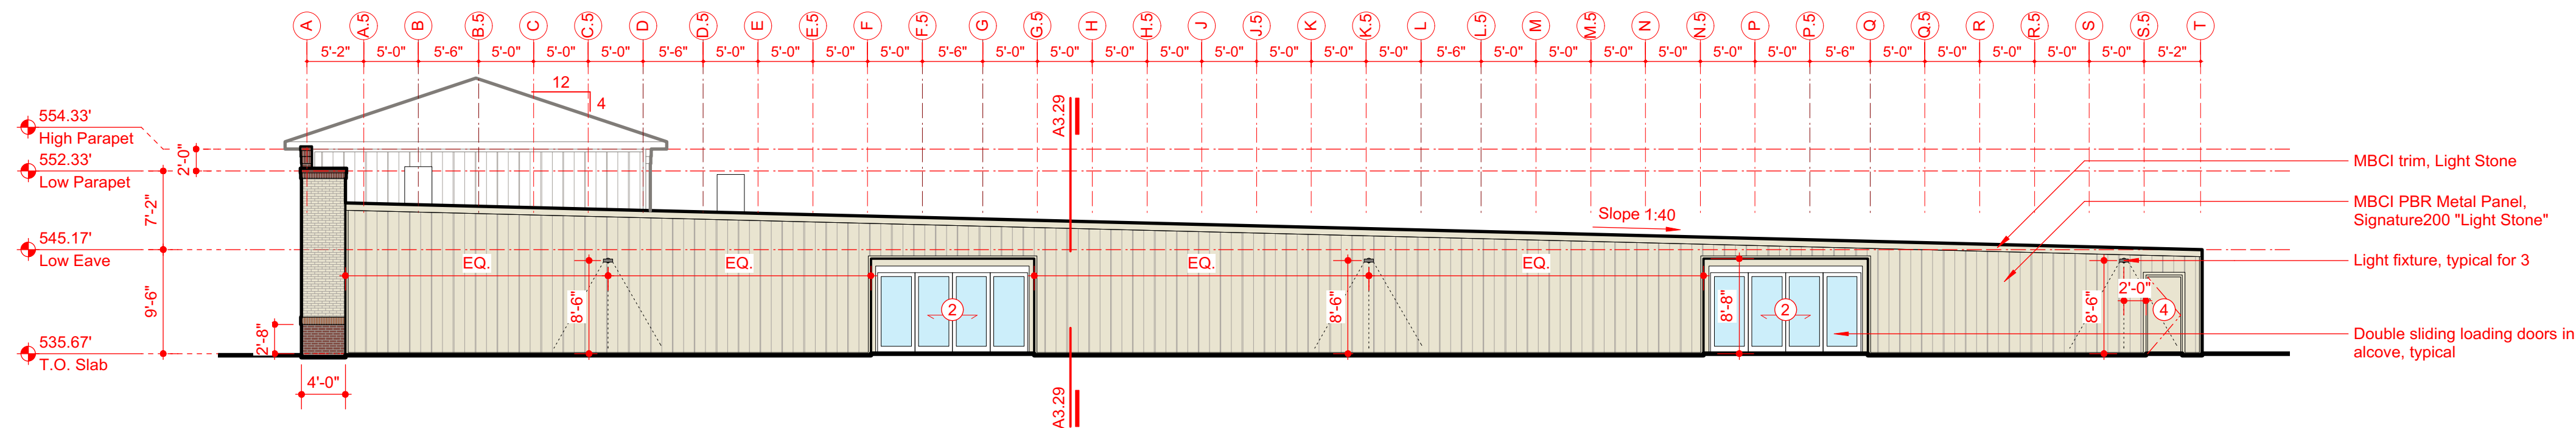 A A.5 B B.5 C C.5 D D.5 E E.5 F F.5 G G.5 H H.5 J J.5 K K.5 L L.5 M M.5 N N.5 P P.5 Q Q.5 R R.5 S S.5 T
5'-2" 5'-0" 5'-6" 5'-0" 5'-0" 5'-0" 5'-6" 5'-0" 5'-0" 5'-0" 5'-0" 5'-6" 5'-0" 5'-0" 5'-0" 5'-0" 5'-0" 5'-0" 5'-0" 5'-0" 5'-6" 5'-0" 5'-0" 5'-0" 5'-0" 5'-0" 5'-0" 5'-6" 5'-0" 5'-0" 5'-0" 5'-0" 5'-0" 5'-2"
12
4
A3.29
554.33'
High Parapet
552.33'
Low Parapet
2'-0"
7'-2"
545.17'
Low Eave
9'-6"
2'-8"
535.67'
T.O. Slab
4'-0"
EQ. EQ. EQ. EQ.
8'-6"
2
8'-6"
8'-8"
2
8'-6"
2'-0"
4
Slope 1:40
A3.29
MBCI trim, Light Stone
MBCI PBR Metal Panel,
Signature200 "Light Stone"
Light fixture, typical for 3
Double sliding loading doors in
alcove, typical